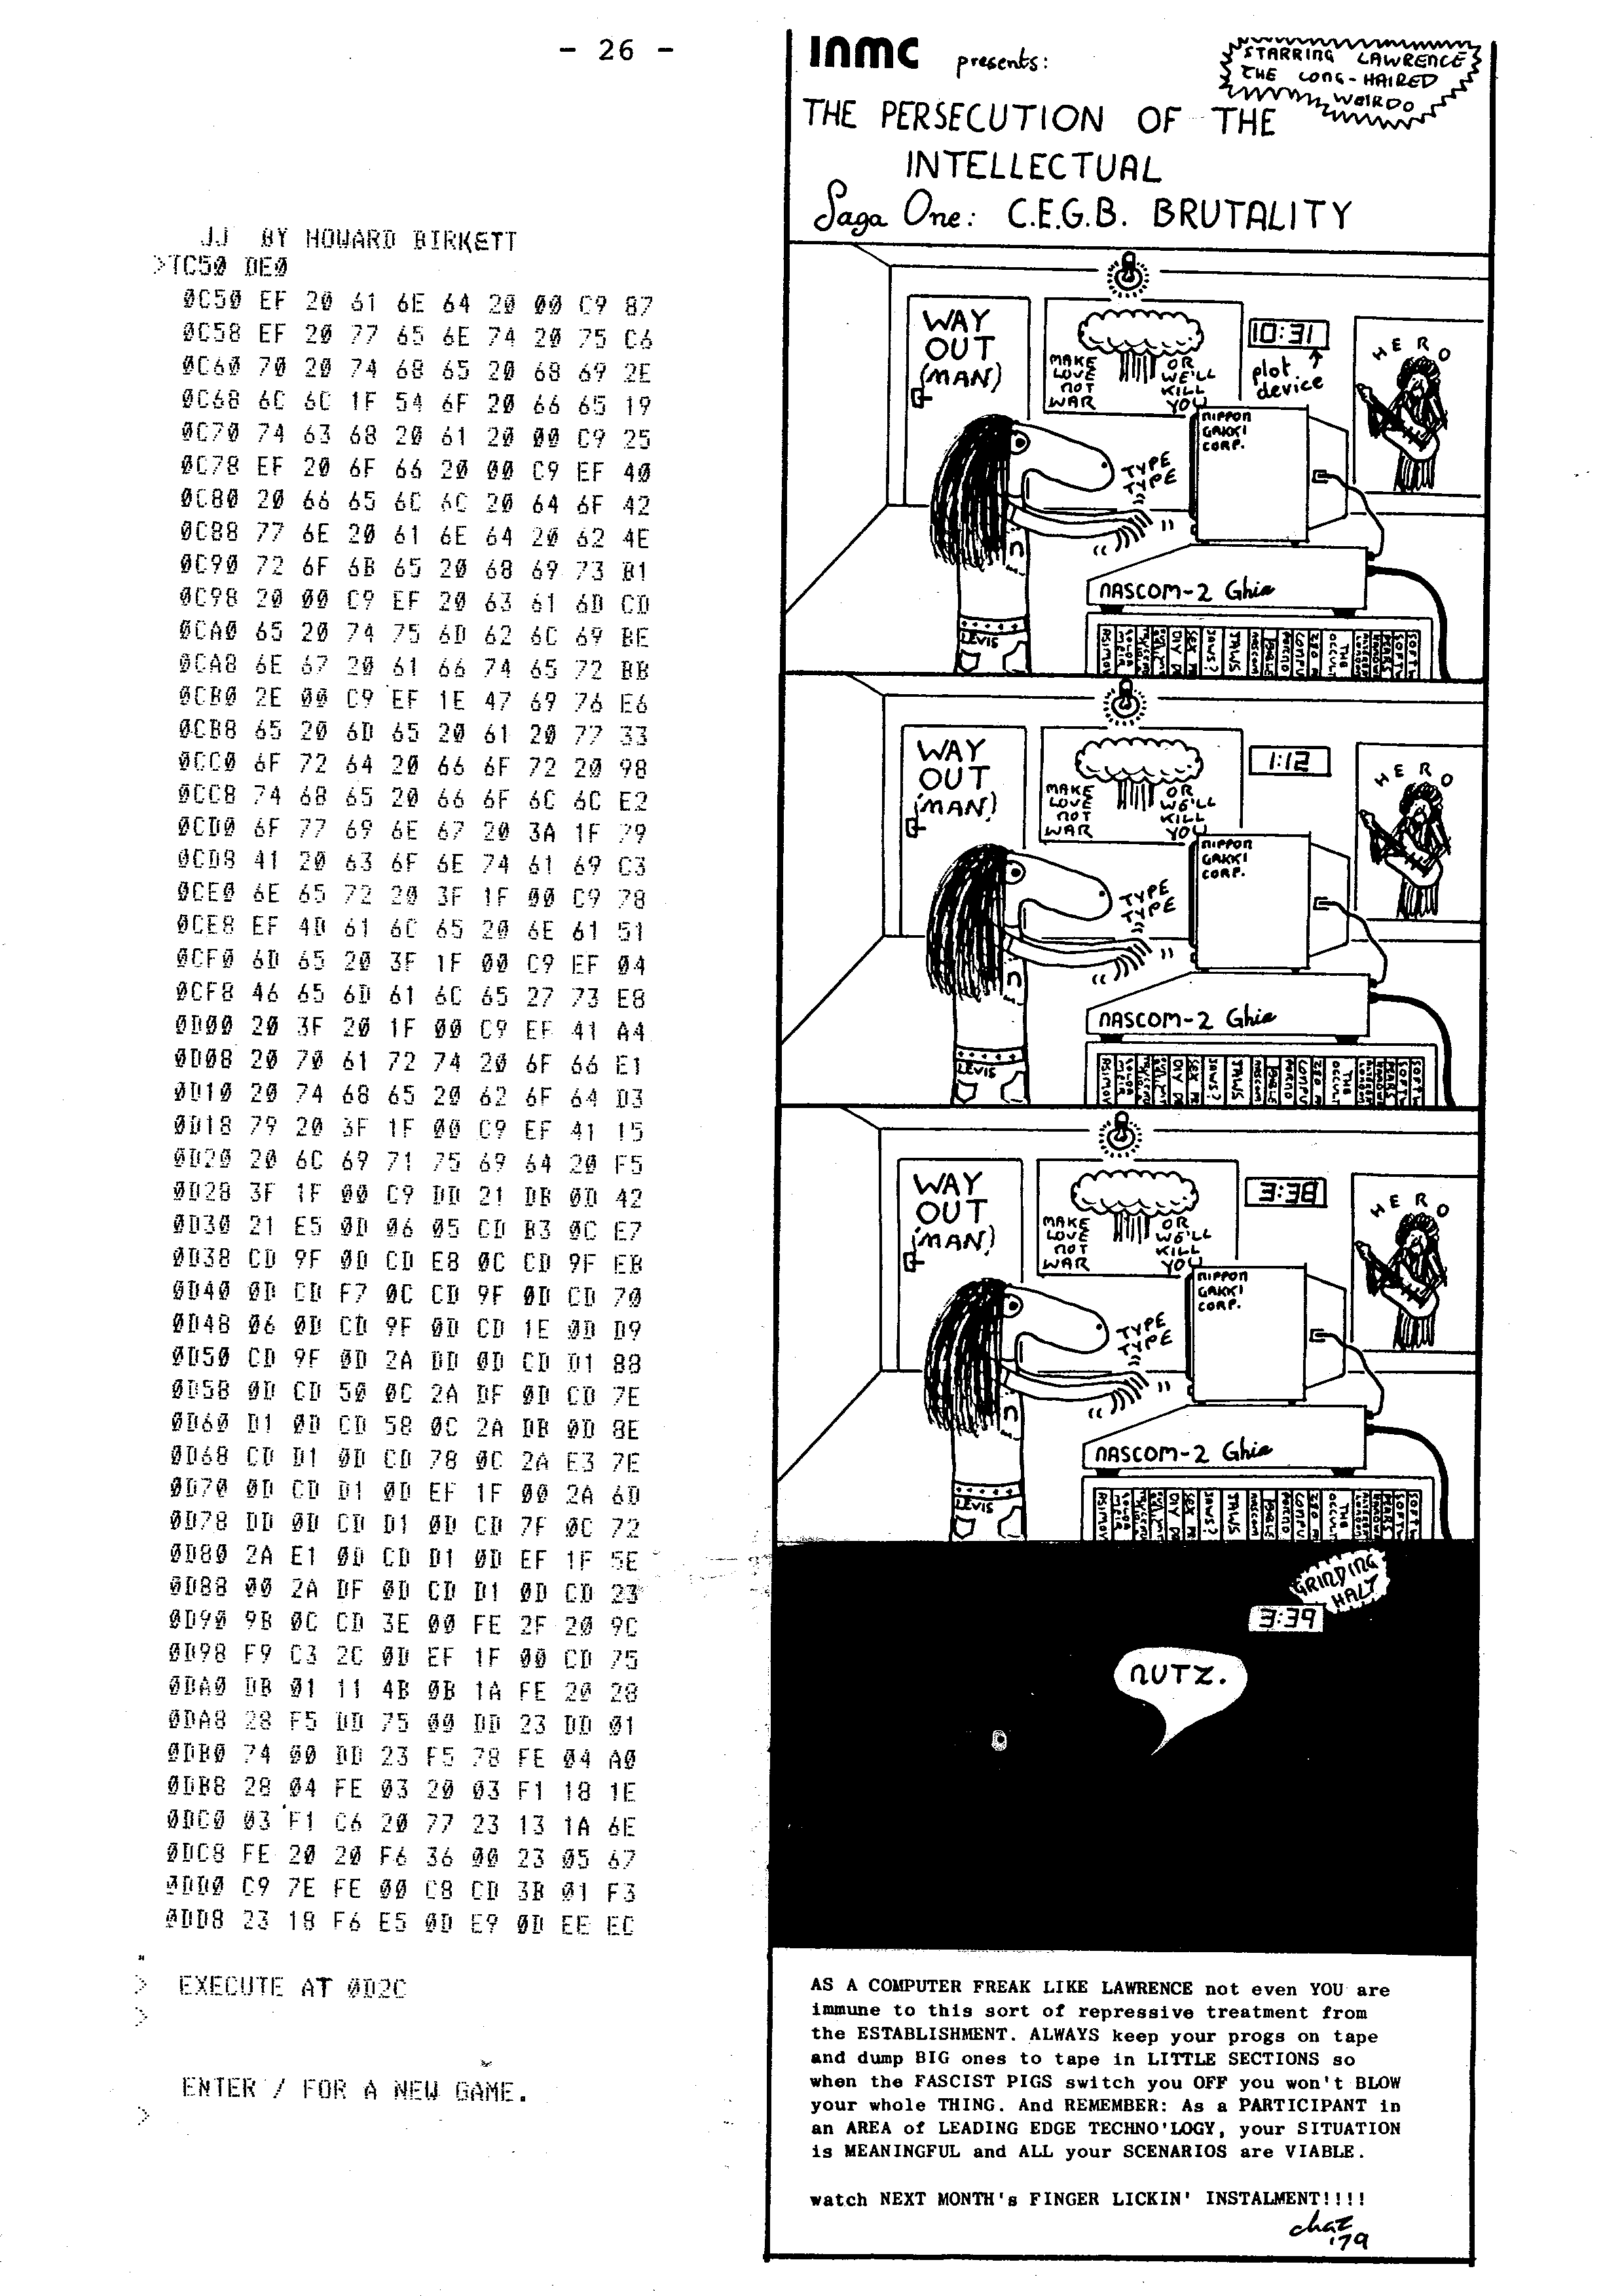 - 26 -
JJ BY HOWARD BIRKETT
>TC50 DE0
0C50 EF 20 61 6E 64 20 00 C9 87
0C58 EF 20 77 65 6E 74 20 75 C6
0C60 70 20 74 68 65 20 68 69 2E
0C68 6C 6C 1F 54 6F 20 66 65 19
0C70 74 63 68 20 61 20 00 C9 25
0C78 EF 20 6F 66 20 00 C9 EF 40
0C80 20 66 65 6C 6C 20 64 6F 42
0C88 77 6E 20 61 6E 64 20 62 4E
0C90 72 6F 6B 65 20 68 69 73 B1
0C98 20 00 C9 EF 20 63 61 6D CD
0CA0 65 20 74 75 6D 62 6C 69 BE
0CA8 6E 67 20 61 66 74 65 72 BB
0CB0 2E 00 C9 EF 1E 47 69 76 E6
0CB8 65 20 6D 65 20 61 20 77 33
0CC0 6F 72 64 20 66 6F 72 20 98
0CC8 74 68 65 20 66 6F 6C 6C E2
0CD0 6F 77 69 6E 67 20 3A 1F 79
0CD8 41 20 63 6F 6E 74 61 69 C3
0CE0 6E 65 72 20 3F 1F 00 C9 78
0CE8 EF 4D 61 6C 65 20 6E 61 51
0CF0 6D 65 20 3F 1F 00 C9 EF 04
0CF8 46 65 6D 61 6C 65 27 73 E8
0D00 20 3F 20 1F 00 C9 EF 41 A4
0D08 20 70 61 72 74 20 6F 66 E1
0D10 20 74 68 65 20 62 6F 64 D3
0D18 79 20 3F 1F 00 C9 EF 41 15
0D20 20 6C 69 71 75 69 64 20 F5
0D28 3F 1F 00 C9 DD 21 DB 0D 42
0D30 21 E5 0D 06 05 CD B3 0C E7
0D38 CD 9F 0D CD E8 0C CD 9F EB
0D40 0D CD F7 0C CD 9F 0D CD 70
0D48 06 0D CD 9F 0D CD 1E 0D D9
0D50 CD 9F 0D 2A DD 0D CD D1 88
0D58 0D CD 50 0C 2A DF 0D CD 7E
0D60 D1 0D CD 58 0C 2A DB 0D 8E
0D68 CD D1 0D CD 78 0C 2A E3 7E
0D70 0D CD D1 0D EF 1F 00 2A 6D
0D78 DD 0D CD D1 0D CD 7F 0C 72
0D80 2A E1 0D CD D1 0D EF 1F 5E
0D88 00 2A DF 0D CD D1 0D CD 23
0D90 9B 0C CD 3E 00 FE 2F 20 9C
0D98 F9 C3 2C 0D EF 1F 00 CD 75
0DA0 DB 01 11 4B 0B 1A FE 20 28
0DA8 28 F5 DD 75 00 DD 23 DD 01
0DB0 74 00 DD 23 F5 78 FE 04 A0
0DB8 28 04 FE 03 20 03 F1 18 1E
0DC0 03 F1 C6 20 77 23 13 1A 6E
0DC8 FE 20 20 F6 36 00 23 05 67
0DD0 C9 7E FE 00 C8 CD 3B 01 F3
0DD8 23 18 F6 E5 0D E9 0D EE EC
> EXECUTE AT 0D2C
>
ENTER / FOR A NEW GAME.
>
INMC presents:
STARRING LAWRENCE
THE LONG-HAIRED
WEIRDO
THE PERSECUTION OF THE
INTELLECTUAL
Saga One: C.E.G.B. BRUTALITY
WAY
OUT
(MAN)
MAKE
LOVE
NOT
WAR
OR
WE'LL
KILL
YOU
10:31
plot
device
HERO
NIPPON
GAKKI
CORP.
TYPE
TYPE
NASCOM-2 Ghia
LEVIS
ASIMOV
DIY
SEX
JAWS?
JAWS
NASCOM
THE
OCCULT
WAY
OUT
(MAN)
MAKE
LOVE
NOT
WAR
OR
WE'LL
KILL
YOU
1:12
HERO
NIPPON
GAKKI
CORP.
TYPE
TYPE
NASCOM-2 Ghia
LEVIS
ASIMOV
DIY
SEX
JAWS?
JAWS
NASCOM
THE
OCCULT
WAY
OUT
(MAN)
MAKE
LOVE
NOT
WAR
OR
WE'LL
KILL
YOU
3:38
HERO
NIPPON
GAKKI
CORP.
TYPE
TYPE
NASCOM-2 Ghia
LEVIS
ASIMOV
DIY
SEX
JAWS?
JAWS
NASCOM
THE
OCCULT
GRINDING
HALT
3:39
NUTZ.
AS A COMPUTER FREAK LIKE LAWRENCE not even YOU are
immune to this sort of repressive treatment from
the ESTABLISHMENT. ALWAYS keep your progs on tape
and dump BIG ones to tape in LITTLE SECTIONS so
when the FASCIST PIGS switch you OFF you won't BLOW
your whole THING. And REMEMBER: As a PARTICIPANT in
an AREA of LEADING EDGE TECHNO'LOGY, your SITUATION
is MEANINGFUL and ALL your SCENARIOS are VIABLE.
watch NEXT MONTH's FINGER LICKIN' INSTALMENT!!!!
chaz
'79